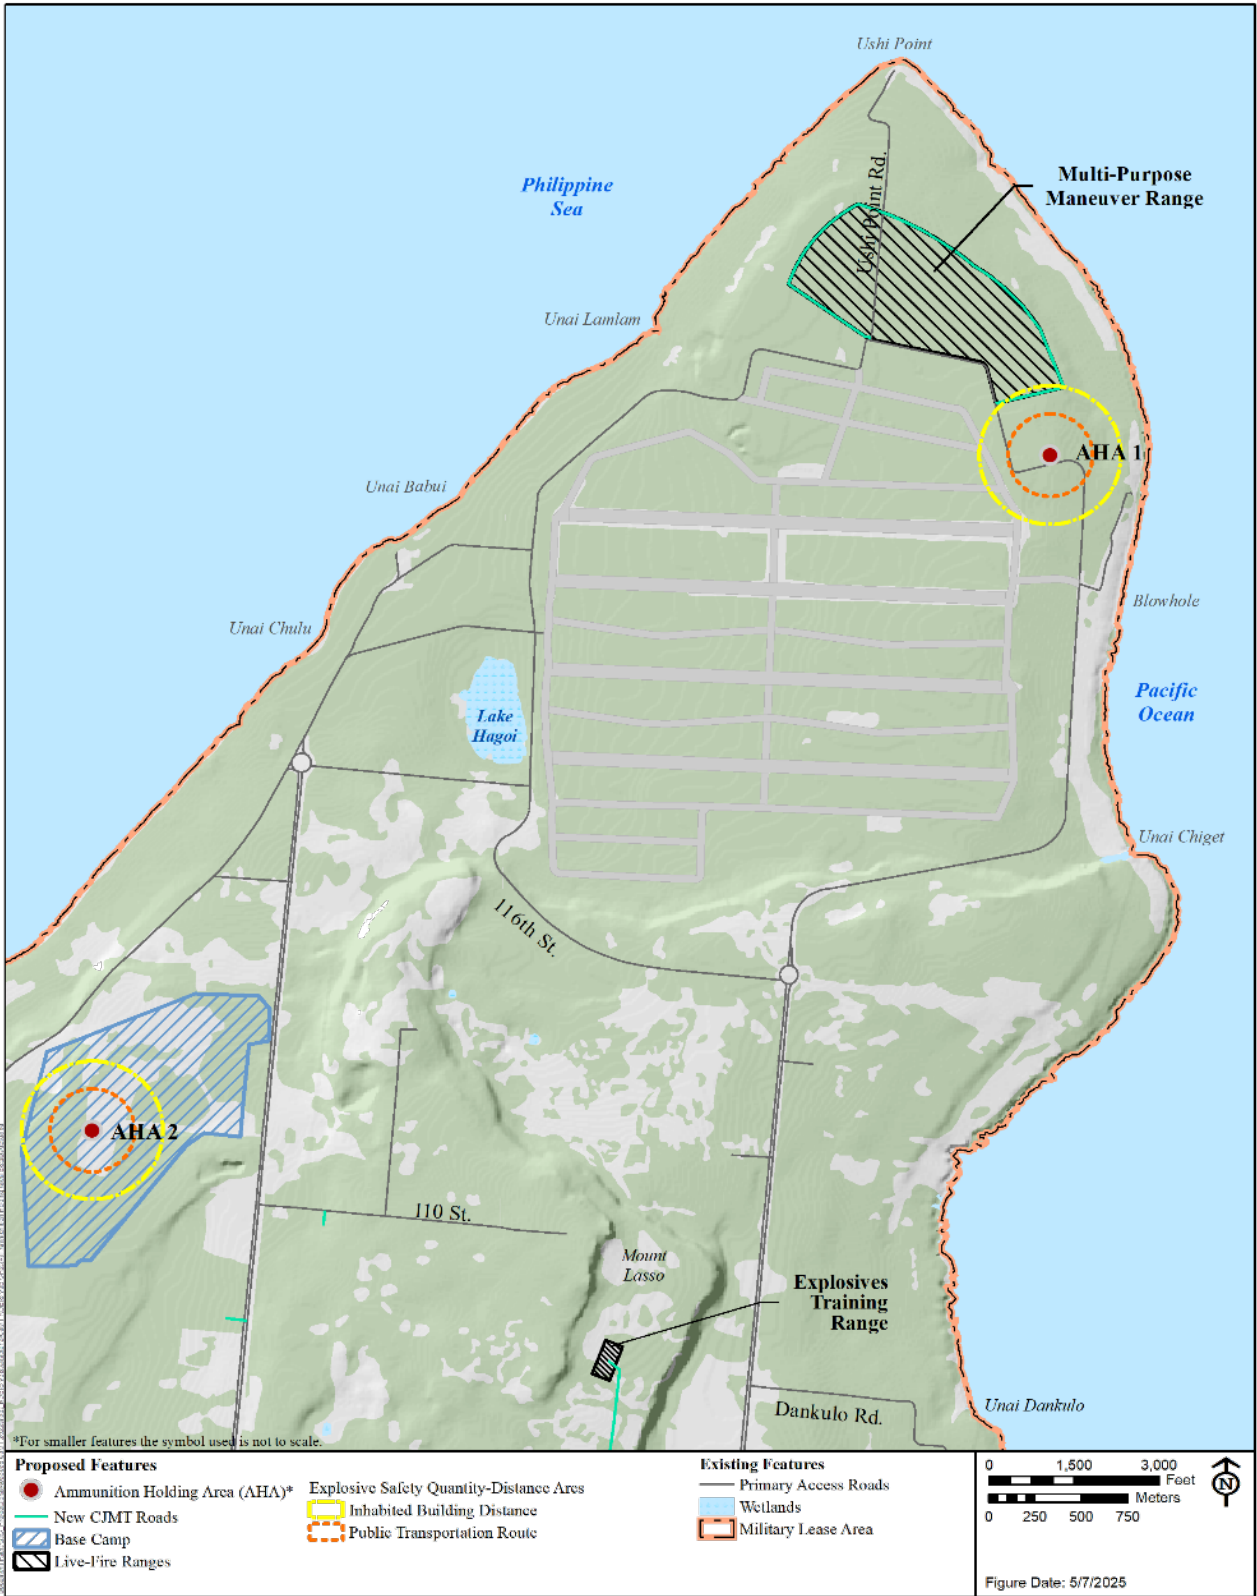 Ushi Point
Philippine
Sea
Multi-Purpose
Maneuver Range
Ushi Point Rd.
Unai Lamlam
AHA 1
Unai Babui
Blowhole
Unai Chulu
Pacific
Ocean
Lake
Hagoi
Unai Chiget
116th St.
AHA 2
110 St.
Mount
Lasso
Explosives
Training
Range
Unai Dankulo
Dankulo Rd.
*For smaller features the symbol used is not to scale.
Proposed Features
Ammunition Holding Area (AHA)*
New CJMT Roads
Base Camp
Live-Fire Ranges
Explosive Safety Quantity-Distance Arcs
Inhabited Building Distance
Public Transportation Route
Existing Features
Primary Access Roads
Wetlands
Military Lease Area
0 1,500 3,000
Feet
Meters
0 250 500 750
N
Figure Date: 5/7/2025